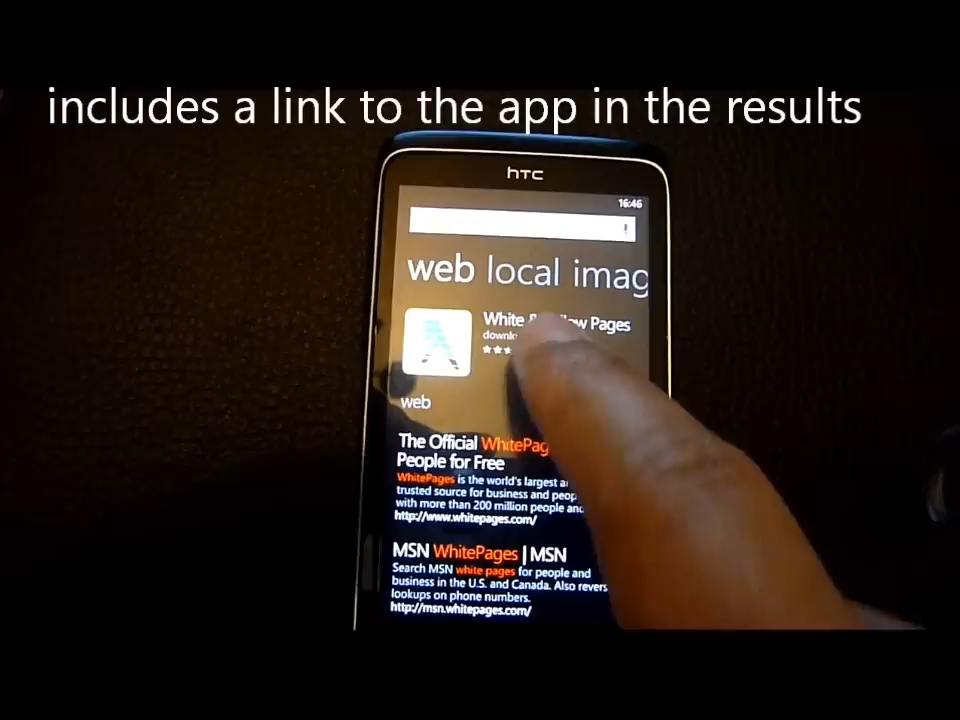 includes a link to the app in the results
hTC
16:46
web local imag
White Pages
web
The Official WhitePag
People for Free
WhitePages is the world's largest a
trusted source for business and peop
with more than 200 million people and
http://www.whitepages.com/
MSN WhitePages | MSN
Search MSN white pages for people and
business in the U.S. and Canada. Also revers
lookups on phone numbers.
http://msn.whitepages.com/